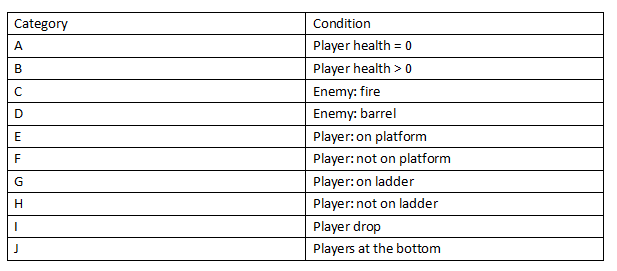 Category Condition
A Player health = 0
B Player health > 0
C Enemy: fire
D Enemy: barrel
E Player: on platform
F Player: not on platform
G Player: on ladder
H Player: not on ladder
I Player drop
J Players at the bottom